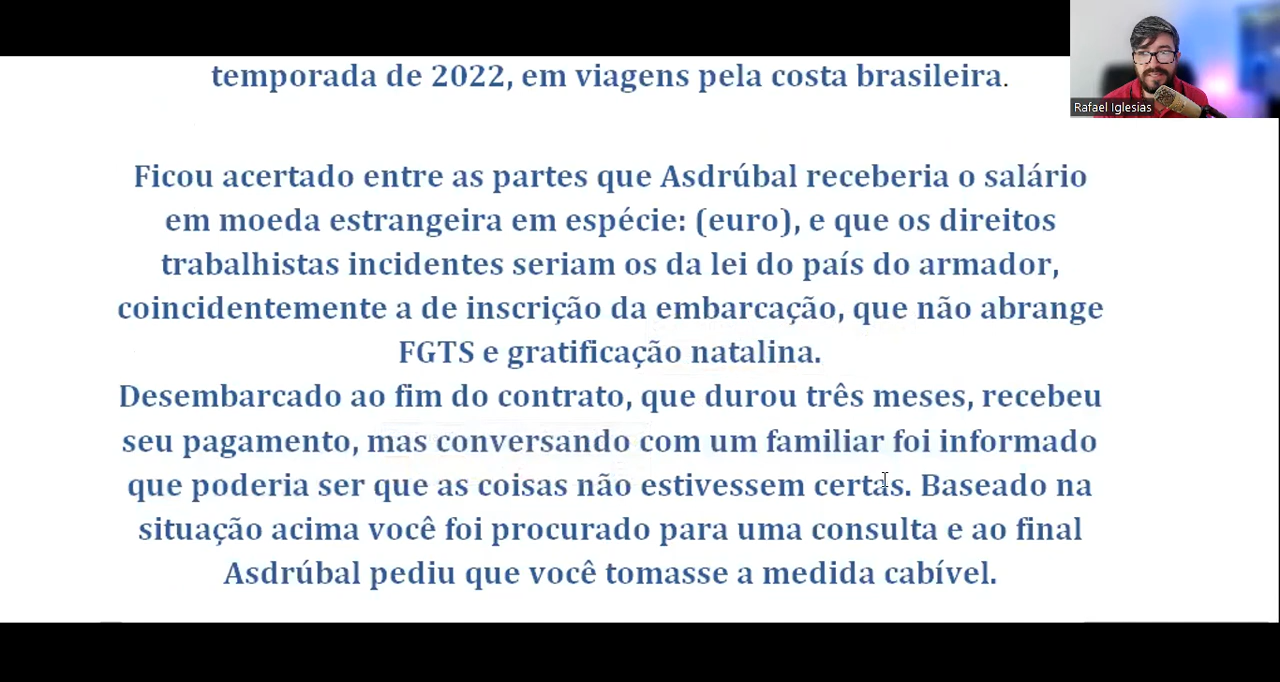 temporada de 2022, em viagens pela costa brasileira.
Rafael Iglesias
Ficou acertado entre as partes que Asdrúbal receberia o salário
em moeda estrangeira em espécie: (euro), e que os direitos
trabalhistas incidentes seriam os da lei do país do armador,
coincidentemente a de inscrição da embarcação, que não abrange
FGTS e gratificação natalina.
Desembarcado ao fim do contrato, que durou três meses, recebeu
seu pagamento, mas conversando com um familiar foi informado
que poderia ser que as coisas não estivessem certas. Baseado na
situação acima você foi procurado para uma consulta e ao final
Asdrúbal pediu que você tomasse a medida cabível.